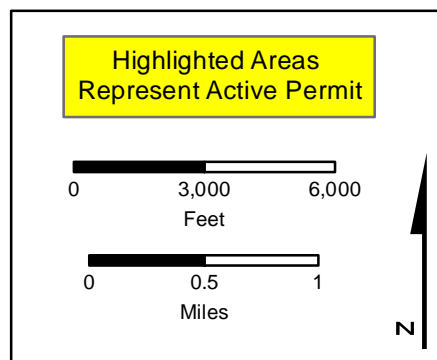 Highlighted Areas
Represent Active Permit
0 3,000 6,000
Feet
0 0.5 1
Miles
N